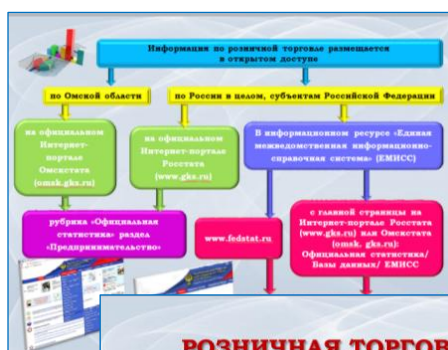 Информация по розничной торговле размещается
в открытом доступе
по Омской области
по России в целом, субъектам Российской Федерации
на официальном
Интернет-
портале
Омскстата
(omsk.gks.ru)
на официальном
Интернет-портале
Росстата
(www.gks.ru)
В информационном ресурсе «Единая
межведомственная информационно-
справочная система» (ЕМИСС)
рубрика «Официальная
статистика» раздел
«Предпринимательство»
www.fedstat.ru
с главной страницы на
Интернет-портале Росстата
(www.gks.ru) или Омскстата
(omsk. gks.ru):
Официальная статистика/
Базы данных/ ЕМИСС
РОЗНИЧНАЯ ТОРГОВ